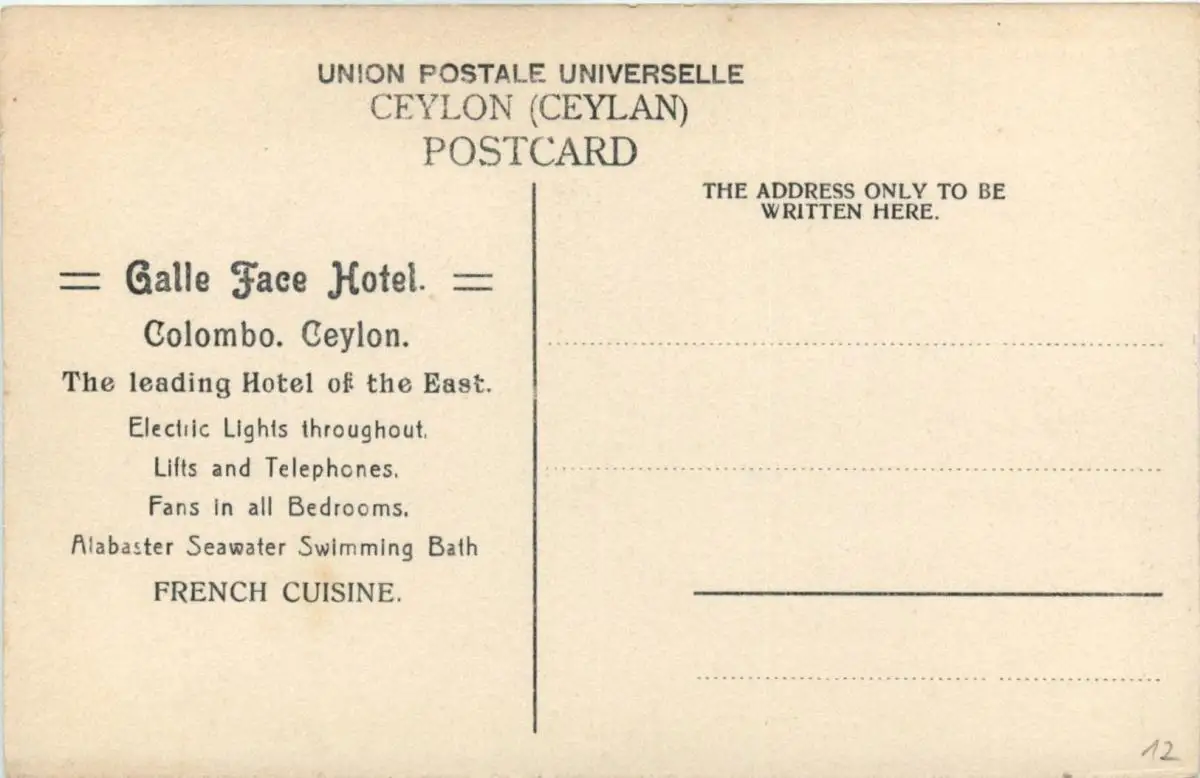 UNION POSTALE UNIVERSELLE
CEYLON (CEYLAN)
POSTCARD
THE ADDRESS ONLY TO BE
WRITTEN HERE.
Galle Face Hotel.
Colombo. Ceylon.
The leading Hotel of the East.
Electric Lights throughout.
Lifts and Telephones.
Fans in all Bedrooms.
Alabaster Seawater Swimming Bath
FRENCH CUISINE.
12